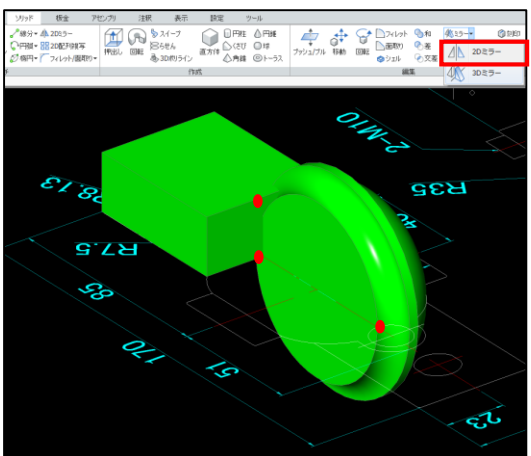 ソリッド 板金 アセンブリ 注釈 表示 設定 ツール
線分 2Dミラー
円弧 2D配列複写
楕円 フィレット/面取り
押出し 回転
スイープ
らせん
3Dポリライン
直方体
円柱 円錐
くさび 球
角錐 トーラス
作成
プッシュ/プル 移動 回転
フィレット 和
面取り 差
シェル 交差
編集
ミラー 刻印
2Dミラー
3Dミラー
2-M10
R8.13
R35
40
R7.5
85
170
51
23